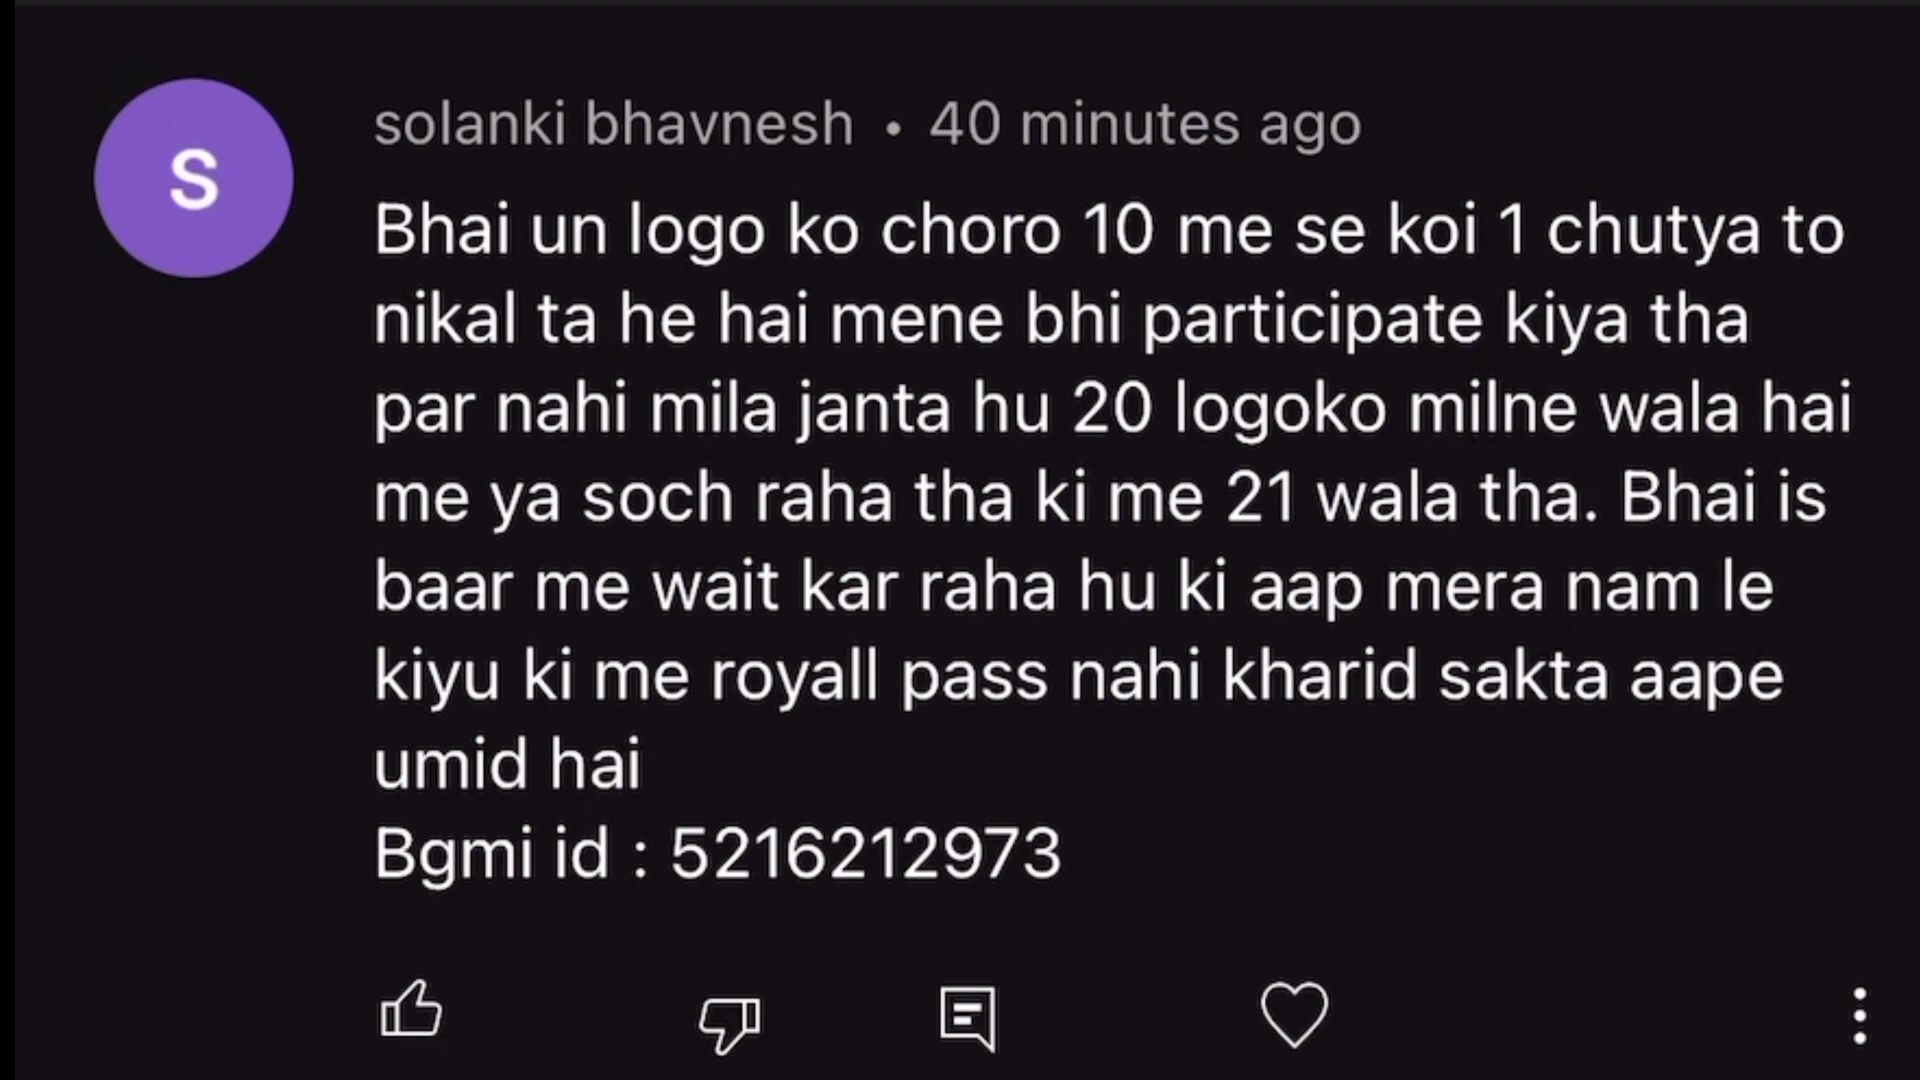 S
solanki bhavnesh • 40 minutes ago
Bhai un logo ko choro 10 me se koi 1 chutya to
nikal ta he hai mene bhi participate kiya tha
par nahi mila janta hu 20 logoko milne wala hai
me ya soch raha tha ki me 21 wala tha. Bhai is
baar me wait kar raha hu ki aap mera nam le
kiyu ki me royall pass nahi kharid sakta aape
umid hai
Bgmi id : 5216212973